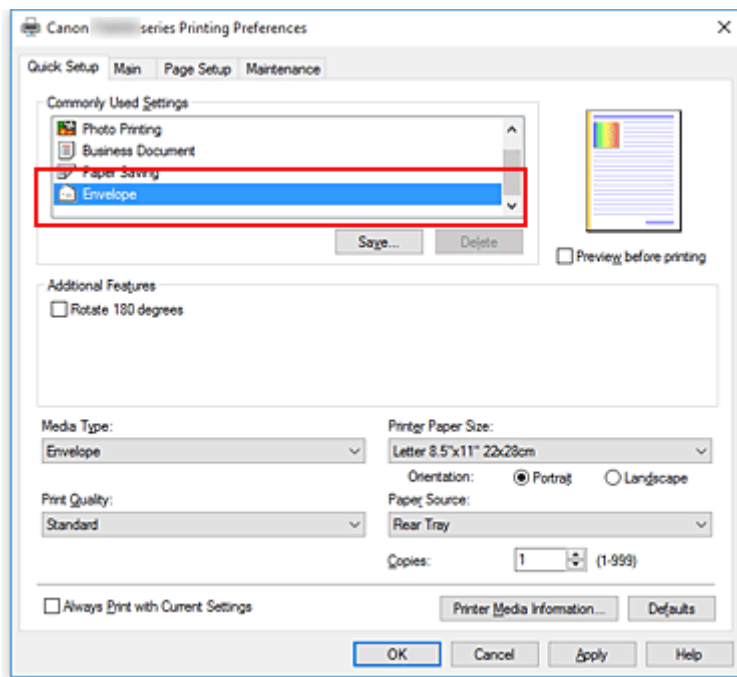 Canon series Printing Preferences
Quick Setup Main Page Setup Maintenance
Commonly Used Settings
Photo Printing
Business Document
Paper Saving
Envelope
Save... Delete
Preview before printing
Additional Features
Rotate 180 degrees
Media Type:
Envelope
Printer Paper Size:
Letter 8.5"x11" 22x28cm
Orientation: Portrait Landscape
Print Quality:
Standard
Paper Source:
Rear Tray
Copies: 1 (1-999)
Always Print with Current Settings
Printer Media Information... Defaults
OK Cancel Apply Help